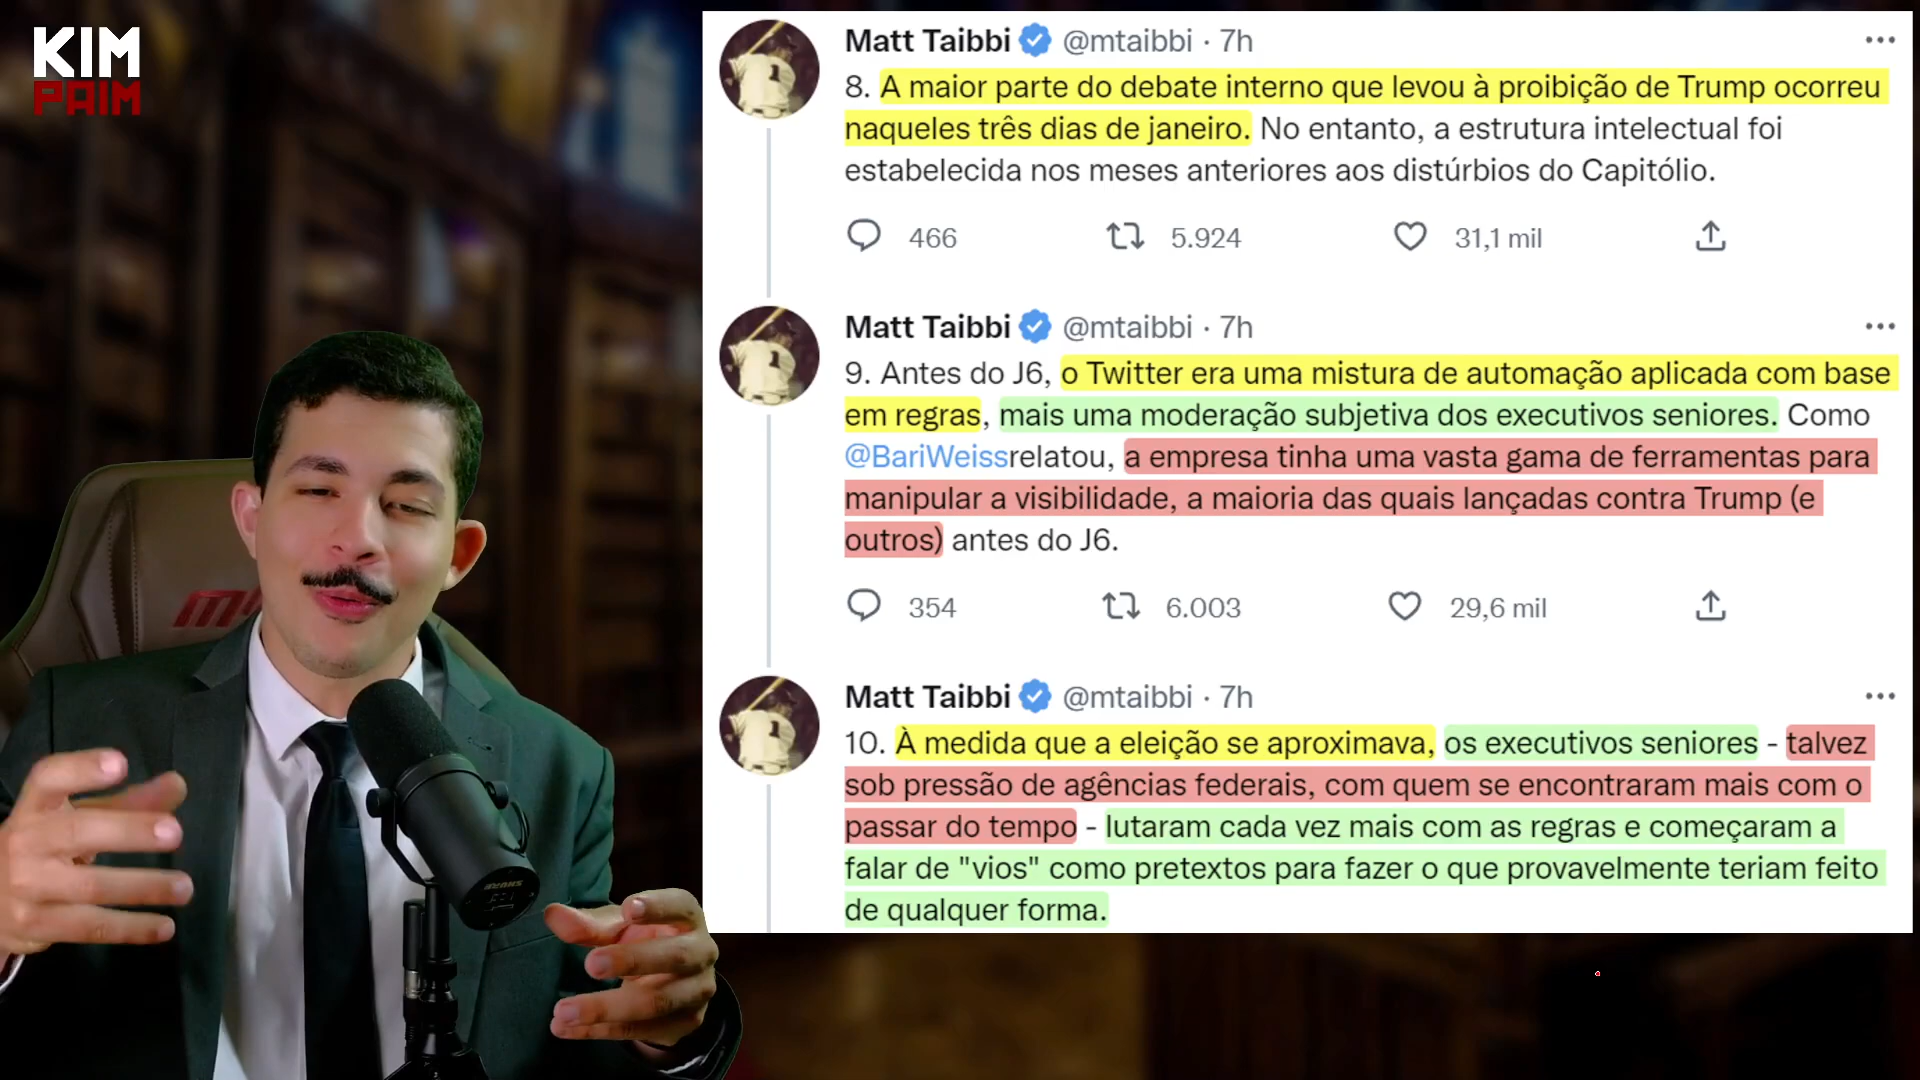 KIM
PAIM
Matt Taibbi @mtaibbi · 7h
8. A maior parte do debate interno que levou à proibição de Trump ocorreu
naqueles três dias de janeiro. No entanto, a estrutura intelectual foi
estabelecida nos meses anteriores aos distúrbios do Capitólio.
466 5.924 31,1 mil
Matt Taibbi @mtaibbi · 7h
9. Antes do J6, o Twitter era uma mistura de automação aplicada com base
em regras, mais uma moderação subjetiva dos executivos seniores. Como
@BariWeissrelatou, a empresa tinha uma vasta gama de ferramentas para
manipular a visibilidade, a maioria das quais lançadas contra Trump (e
outros) antes do J6.
354 6.003 29,6 mil
Matt Taibbi @mtaibbi · 7h
10. À medida que a eleição se aproximava, os executivos seniores - talvez
sob pressão de agências federais, com quem se encontraram mais com o
passar do tempo - lutaram cada vez mais com as regras e começaram a
falar de "vios" como pretextos para fazer o que provavelmente teriam feito
de qualquer forma.
1
1
1
SHURE